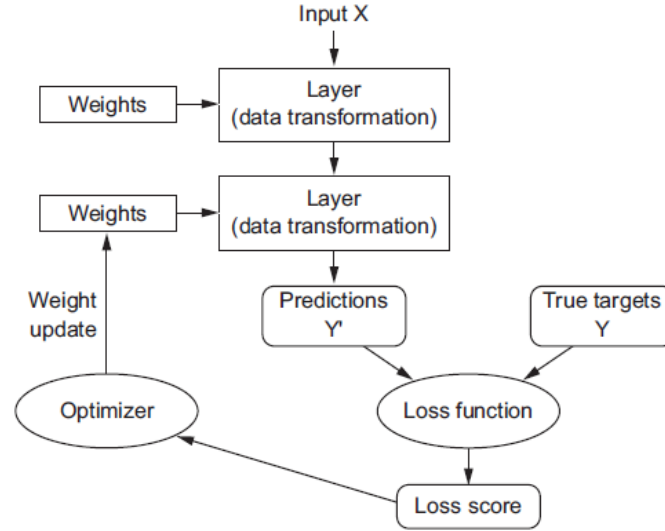 Input X
Weights
Layer
(data transformation)
Weights
Layer
(data transformation)
Weight
update
Predictions
Y'
True targets
Y
Optimizer
Loss function
Loss score